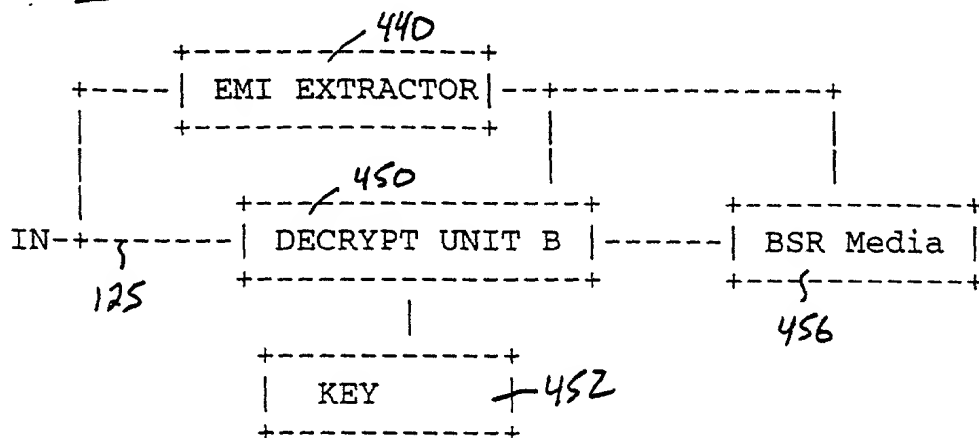 440
EMI EXTRACTOR
450
IN
DECRYPT UNIT B
BSR Media
125
456
KEY
452